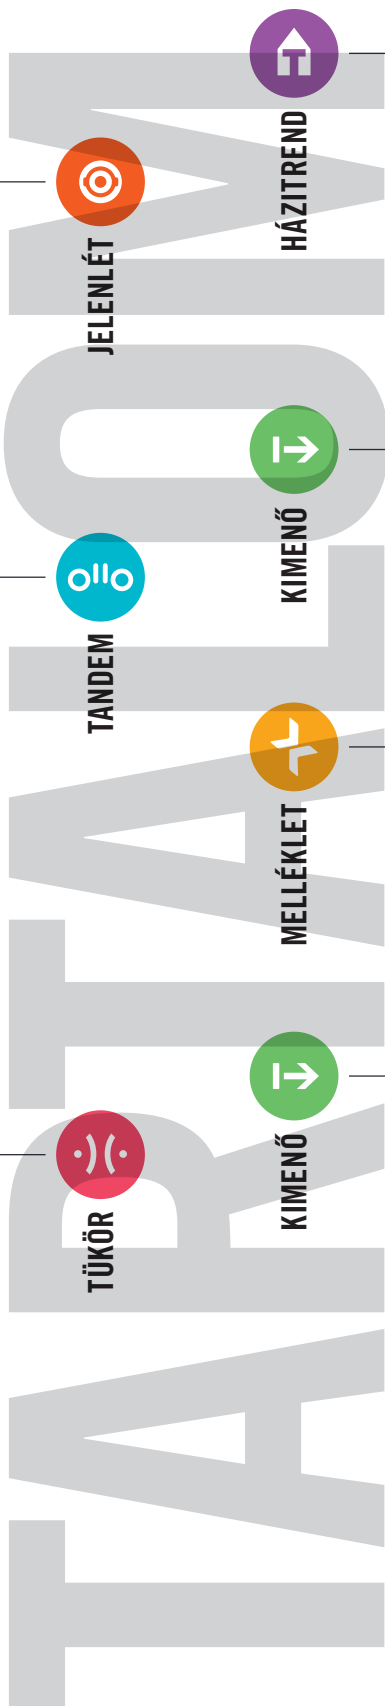 TARTALOM
TÜKÖR
TANDEM
JELENLÉT
KIMENŐ
MELLÉKLET
KIMENŐ
HÁZITREND